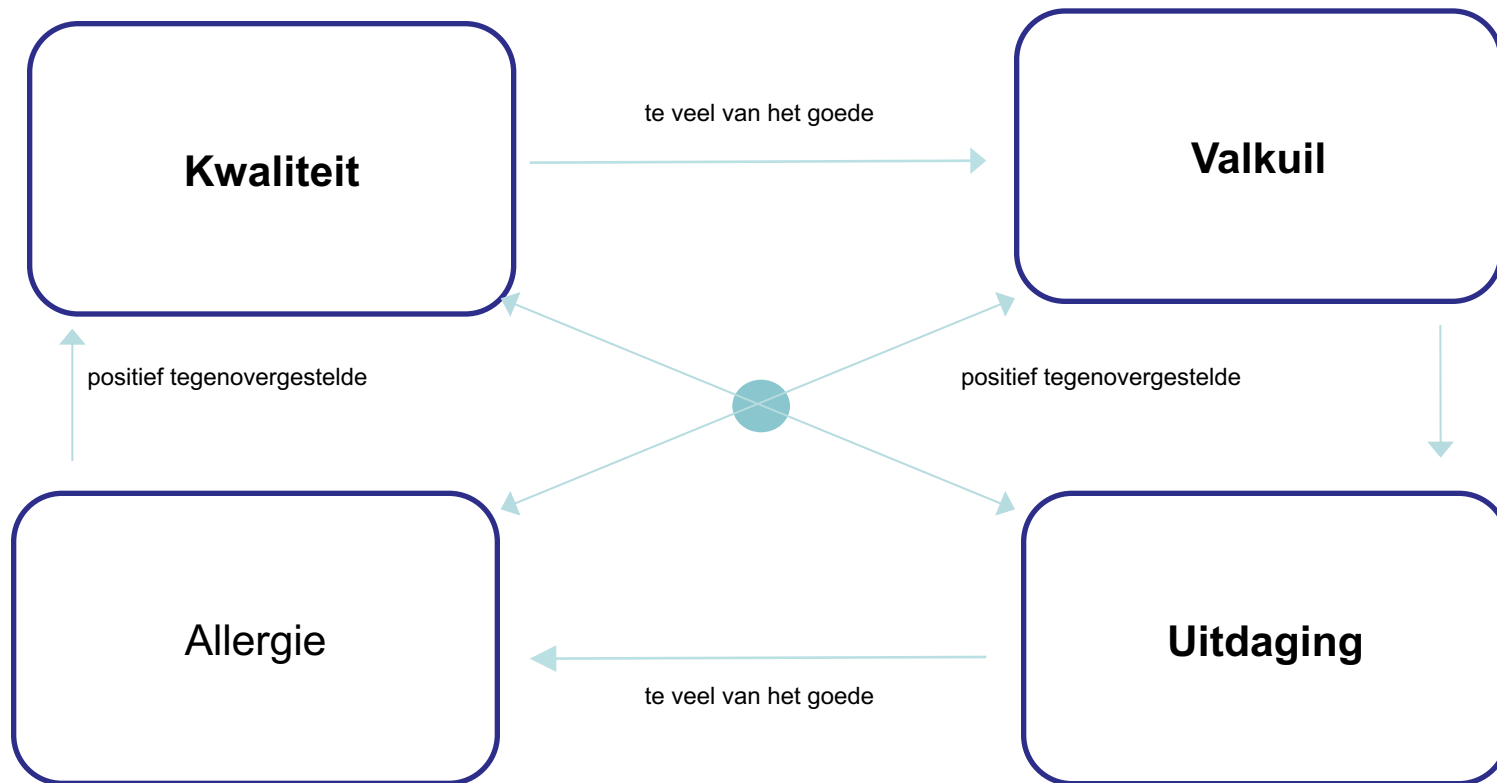 te veel van het goede
Kwaliteit
Valkuil
positief tegenovergestelde
positief tegenovergestelde
Allergie
Uitdaging
te veel van het goede